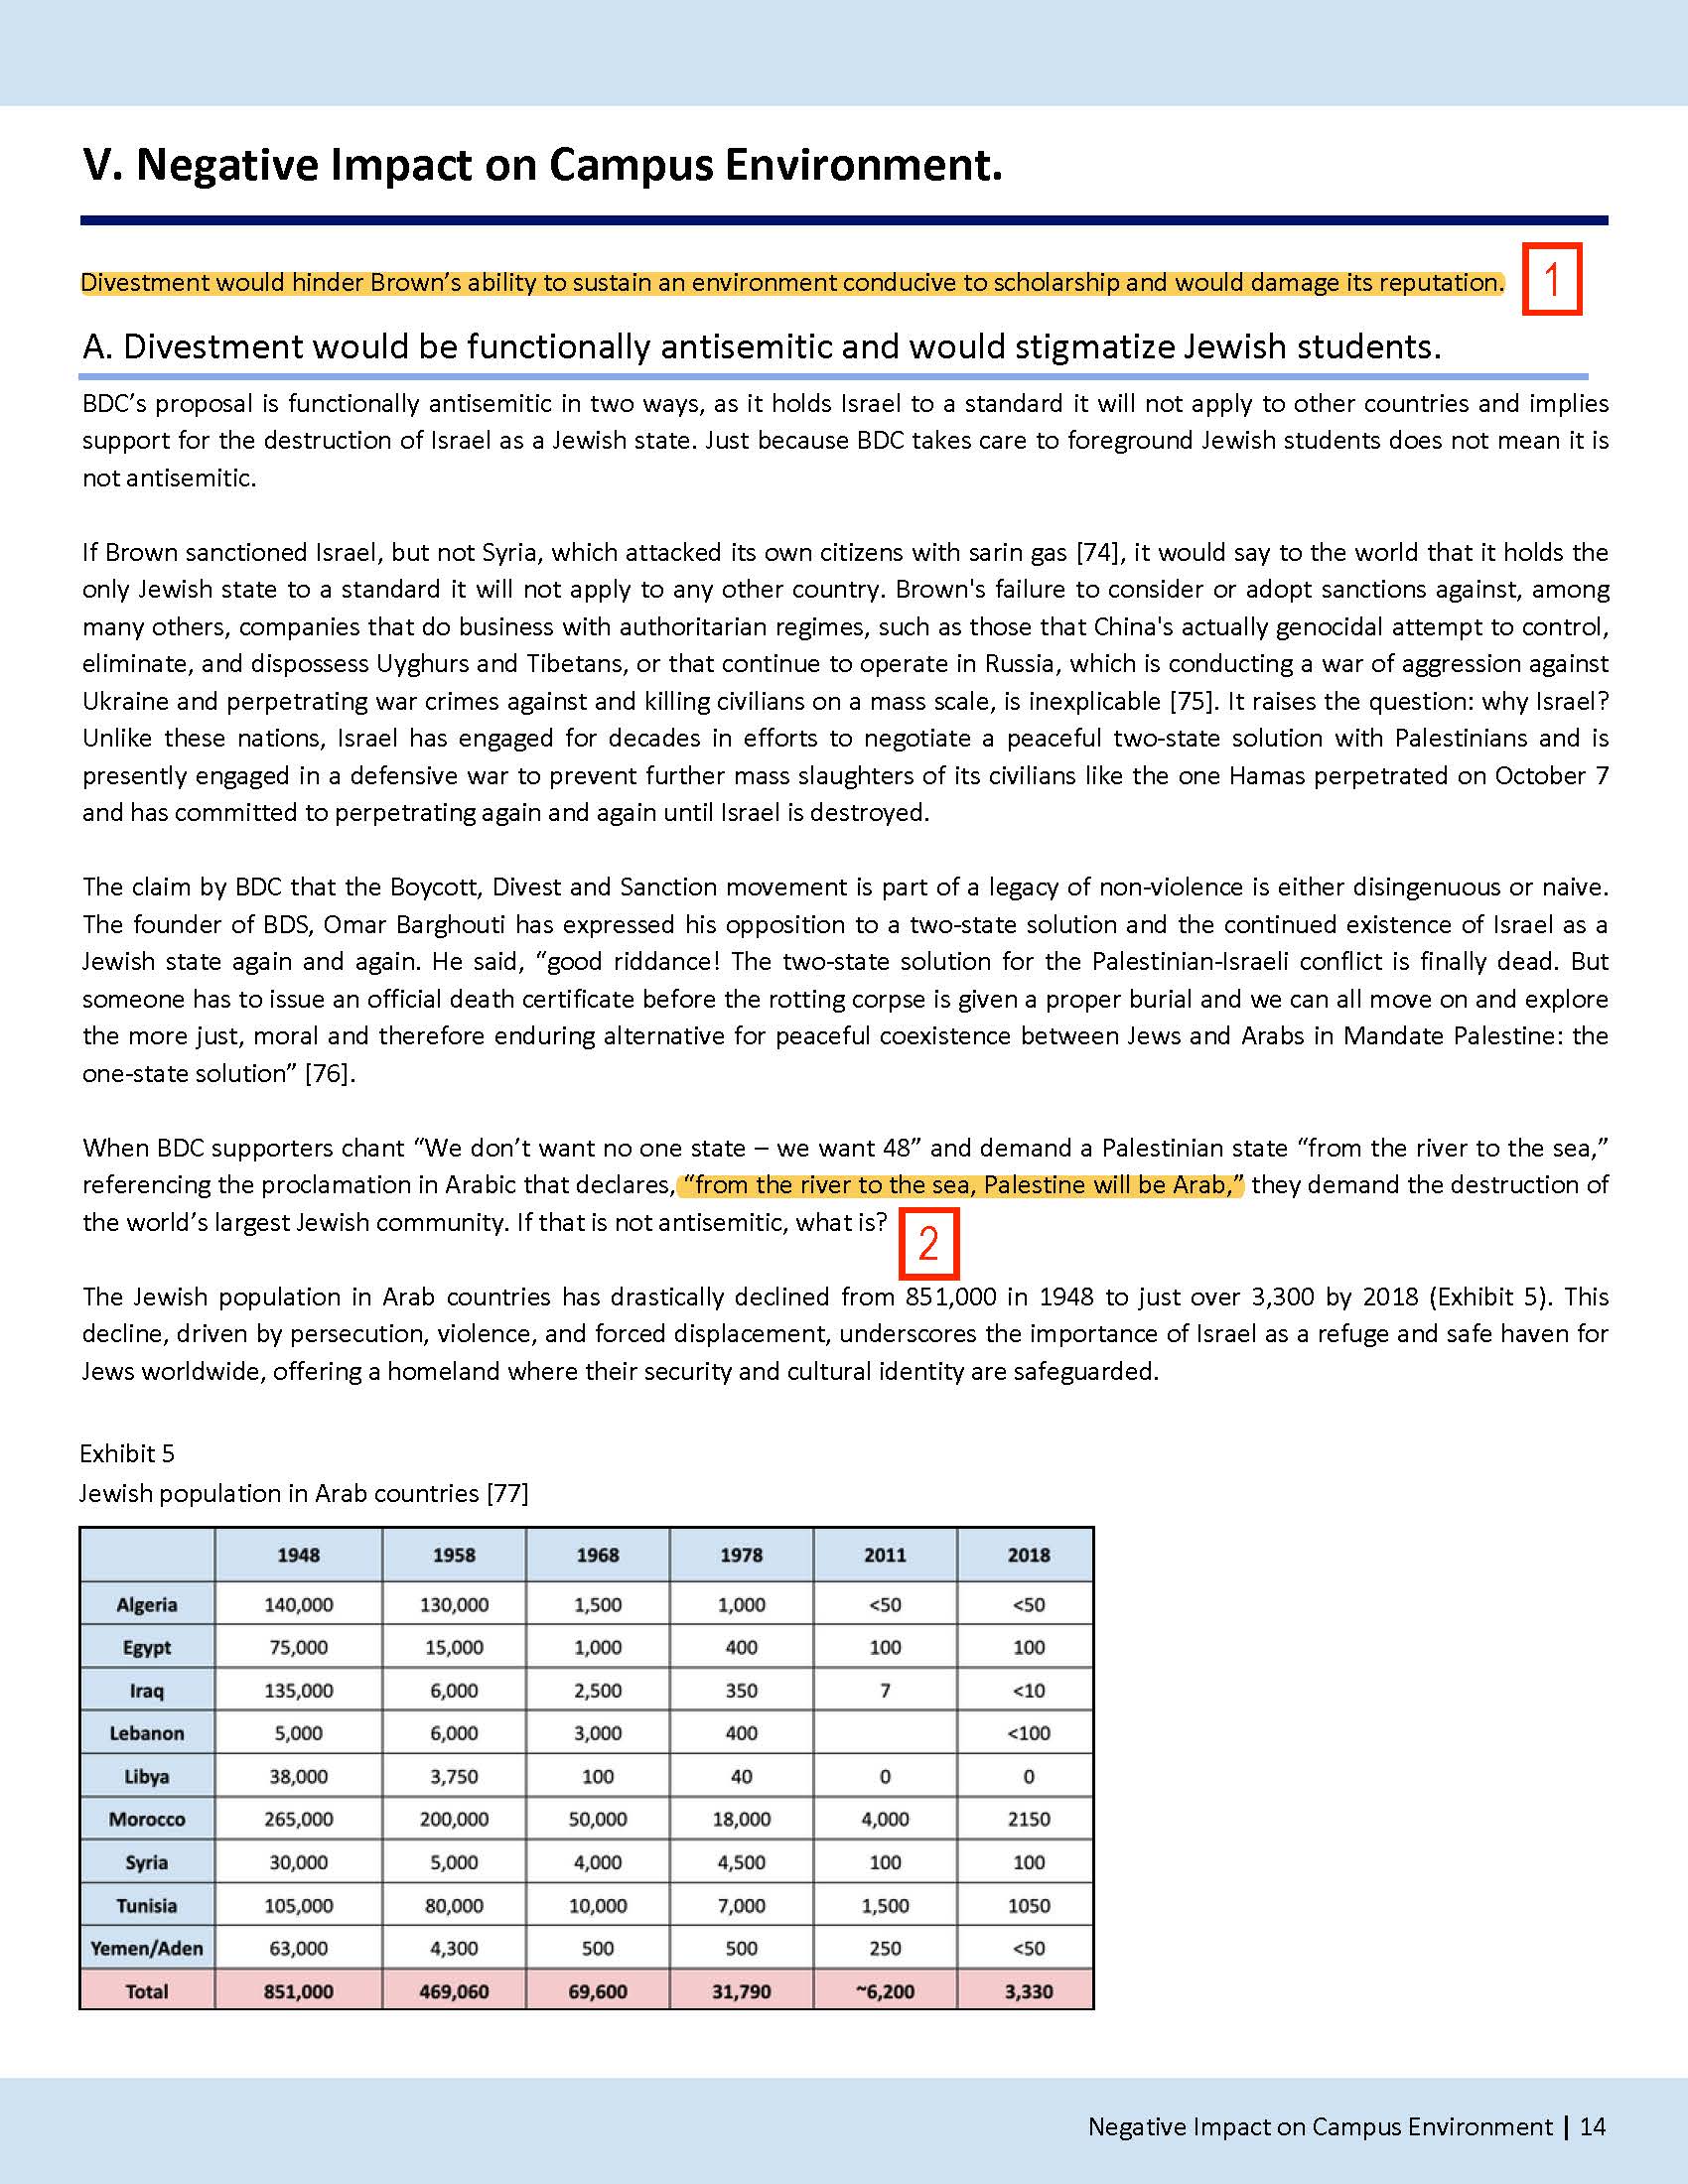 V. Negative Impact on Campus Environment.
Divestment would hinder Brown’s ability to sustain an environment conducive to scholarship and would damage its reputation.
1
A. Divestment would be functionally antisemitic and would stigmatize Jewish students.
BDC’s proposal is functionally antisemitic in two ways, as it holds Israel to a standard it will not apply to other countries and implies
support for the destruction of Israel as a Jewish state. Just because BDC takes care to foreground Jewish students does not mean it is
not antisemitic.
If Brown sanctioned Israel, but not Syria, which attacked its own citizens with sarin gas [74], it would say to the world that it holds the
only Jewish state to a standard it will not apply to any other country. Brown's failure to consider or adopt sanctions against, among
many others, companies that do business with authoritarian regimes, such as those that China's actually genocidal attempt to control,
eliminate, and dispossess Uyghurs and Tibetans, or that continue to operate in Russia, which is conducting a war of aggression against
Ukraine and perpetrating war crimes against and killing civilians on a mass scale, is inexplicable [75]. It raises the question: why Israel?
Unlike these nations, Israel has engaged for decades in efforts to negotiate a peaceful two-state solution with Palestinians and is
presently engaged in a defensive war to prevent further mass slaughters of its civilians like the one Hamas perpetrated on October 7
and has committed to perpetrating again and again until Israel is destroyed.
The claim by BDC that the Boycott, Divest and Sanction movement is part of a legacy of non-violence is either disingenuous or naive.
The founder of BDS, Omar Barghouti has expressed his opposition to a two-state solution and the continued existence of Israel as a
Jewish state again and again. He said, “good riddance! The two-state solution for the Palestinian-Israeli conflict is finally dead. But
someone has to issue an official death certificate before the rotting corpse is given a proper burial and we can all move on and explore
the more just, moral and therefore enduring alternative for peaceful coexistence between Jews and Arabs in Mandate Palestine: the
one-state solution” [76].
When BDC supporters chant “We don’t want no one state – we want 48” and demand a Palestinian state “from the river to the sea,”
referencing the proclamation in Arabic that declares, “from the river to the sea, Palestine will be Arab,” they demand the destruction of
the world’s largest Jewish community. If that is not antisemitic, what is?
2
The Jewish population in Arab countries has drastically declined from 851,000 in 1948 to just over 3,300 by 2018 (Exhibit 5). This
decline, driven by persecution, violence, and forced displacement, underscores the importance of Israel as a refuge and safe haven for
Jews worldwide, offering a homeland where their security and cultural identity are safeguarded.
Exhibit 5
Jewish population in Arab countries [77]
1948 1958 1968 1978 2011 2018
Algeria 140,000 130,000 1,500 1,000 <50 <50
Egypt 75,000 15,000 1,000 400 100 100
Iraq 135,000 6,000 2,500 350 7 <10
Lebanon 5,000 6,000 3,000 400 <100
Libya 38,000 3,750 100 40 0 0
Morocco 265,000 200,000 50,000 18,000 4,000 2150
Syria 30,000 5,000 4,000 4,500 100 100
Tunisia 105,000 80,000 10,000 7,000 1,500 1050
Yemen/Aden 63,000 4,300 500 500 250 <50
Total 851,000 469,060 69,600 31,790 ~6,200 3,330
Negative Impact on Campus Environment | 14